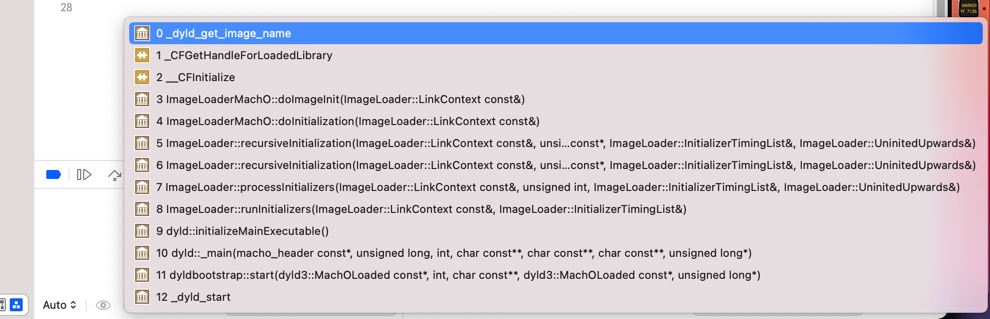 28
0 _dyld_get_image_name
1 _CFGetHandleForLoadedLibrary
2 __CFInitialize
3 ImageLoaderMachO::doImageInit(ImageLoader::LinkContext const&)
4 ImageLoaderMachO::doInitialization(ImageLoader::LinkContext const&)
5 ImageLoader::recursiveInitialization(ImageLoader::LinkContext const&, unsi...const*, ImageLoader::InitializerTimingList&, ImageLoader::UninitedUpwards&)
6 ImageLoader::recursiveInitialization(ImageLoader::LinkContext const&, unsi...const*, ImageLoader::InitializerTimingList&, ImageLoader::UninitedUpwards&)
7 ImageLoader::processInitializers(ImageLoader::LinkContext const&, unsigned int, ImageLoader::InitializerTimingList&, ImageLoader::UninitedUpwards&)
8 ImageLoader::runInitializers(ImageLoader::LinkContext const&, ImageLoader::InitializerTimingList&)
9 dyld::initializeMainExecutable()
10 dyld::_main(macho_header const*, unsigned long, int, char const**, char const**, char const**, unsigned long*)
11 dyldbootstrap::start(dyld3::MachOLoaded const*, int, char const**, dyld3::MachOLoaded const*, unsigned long*)
12 _dyld_start
Auto